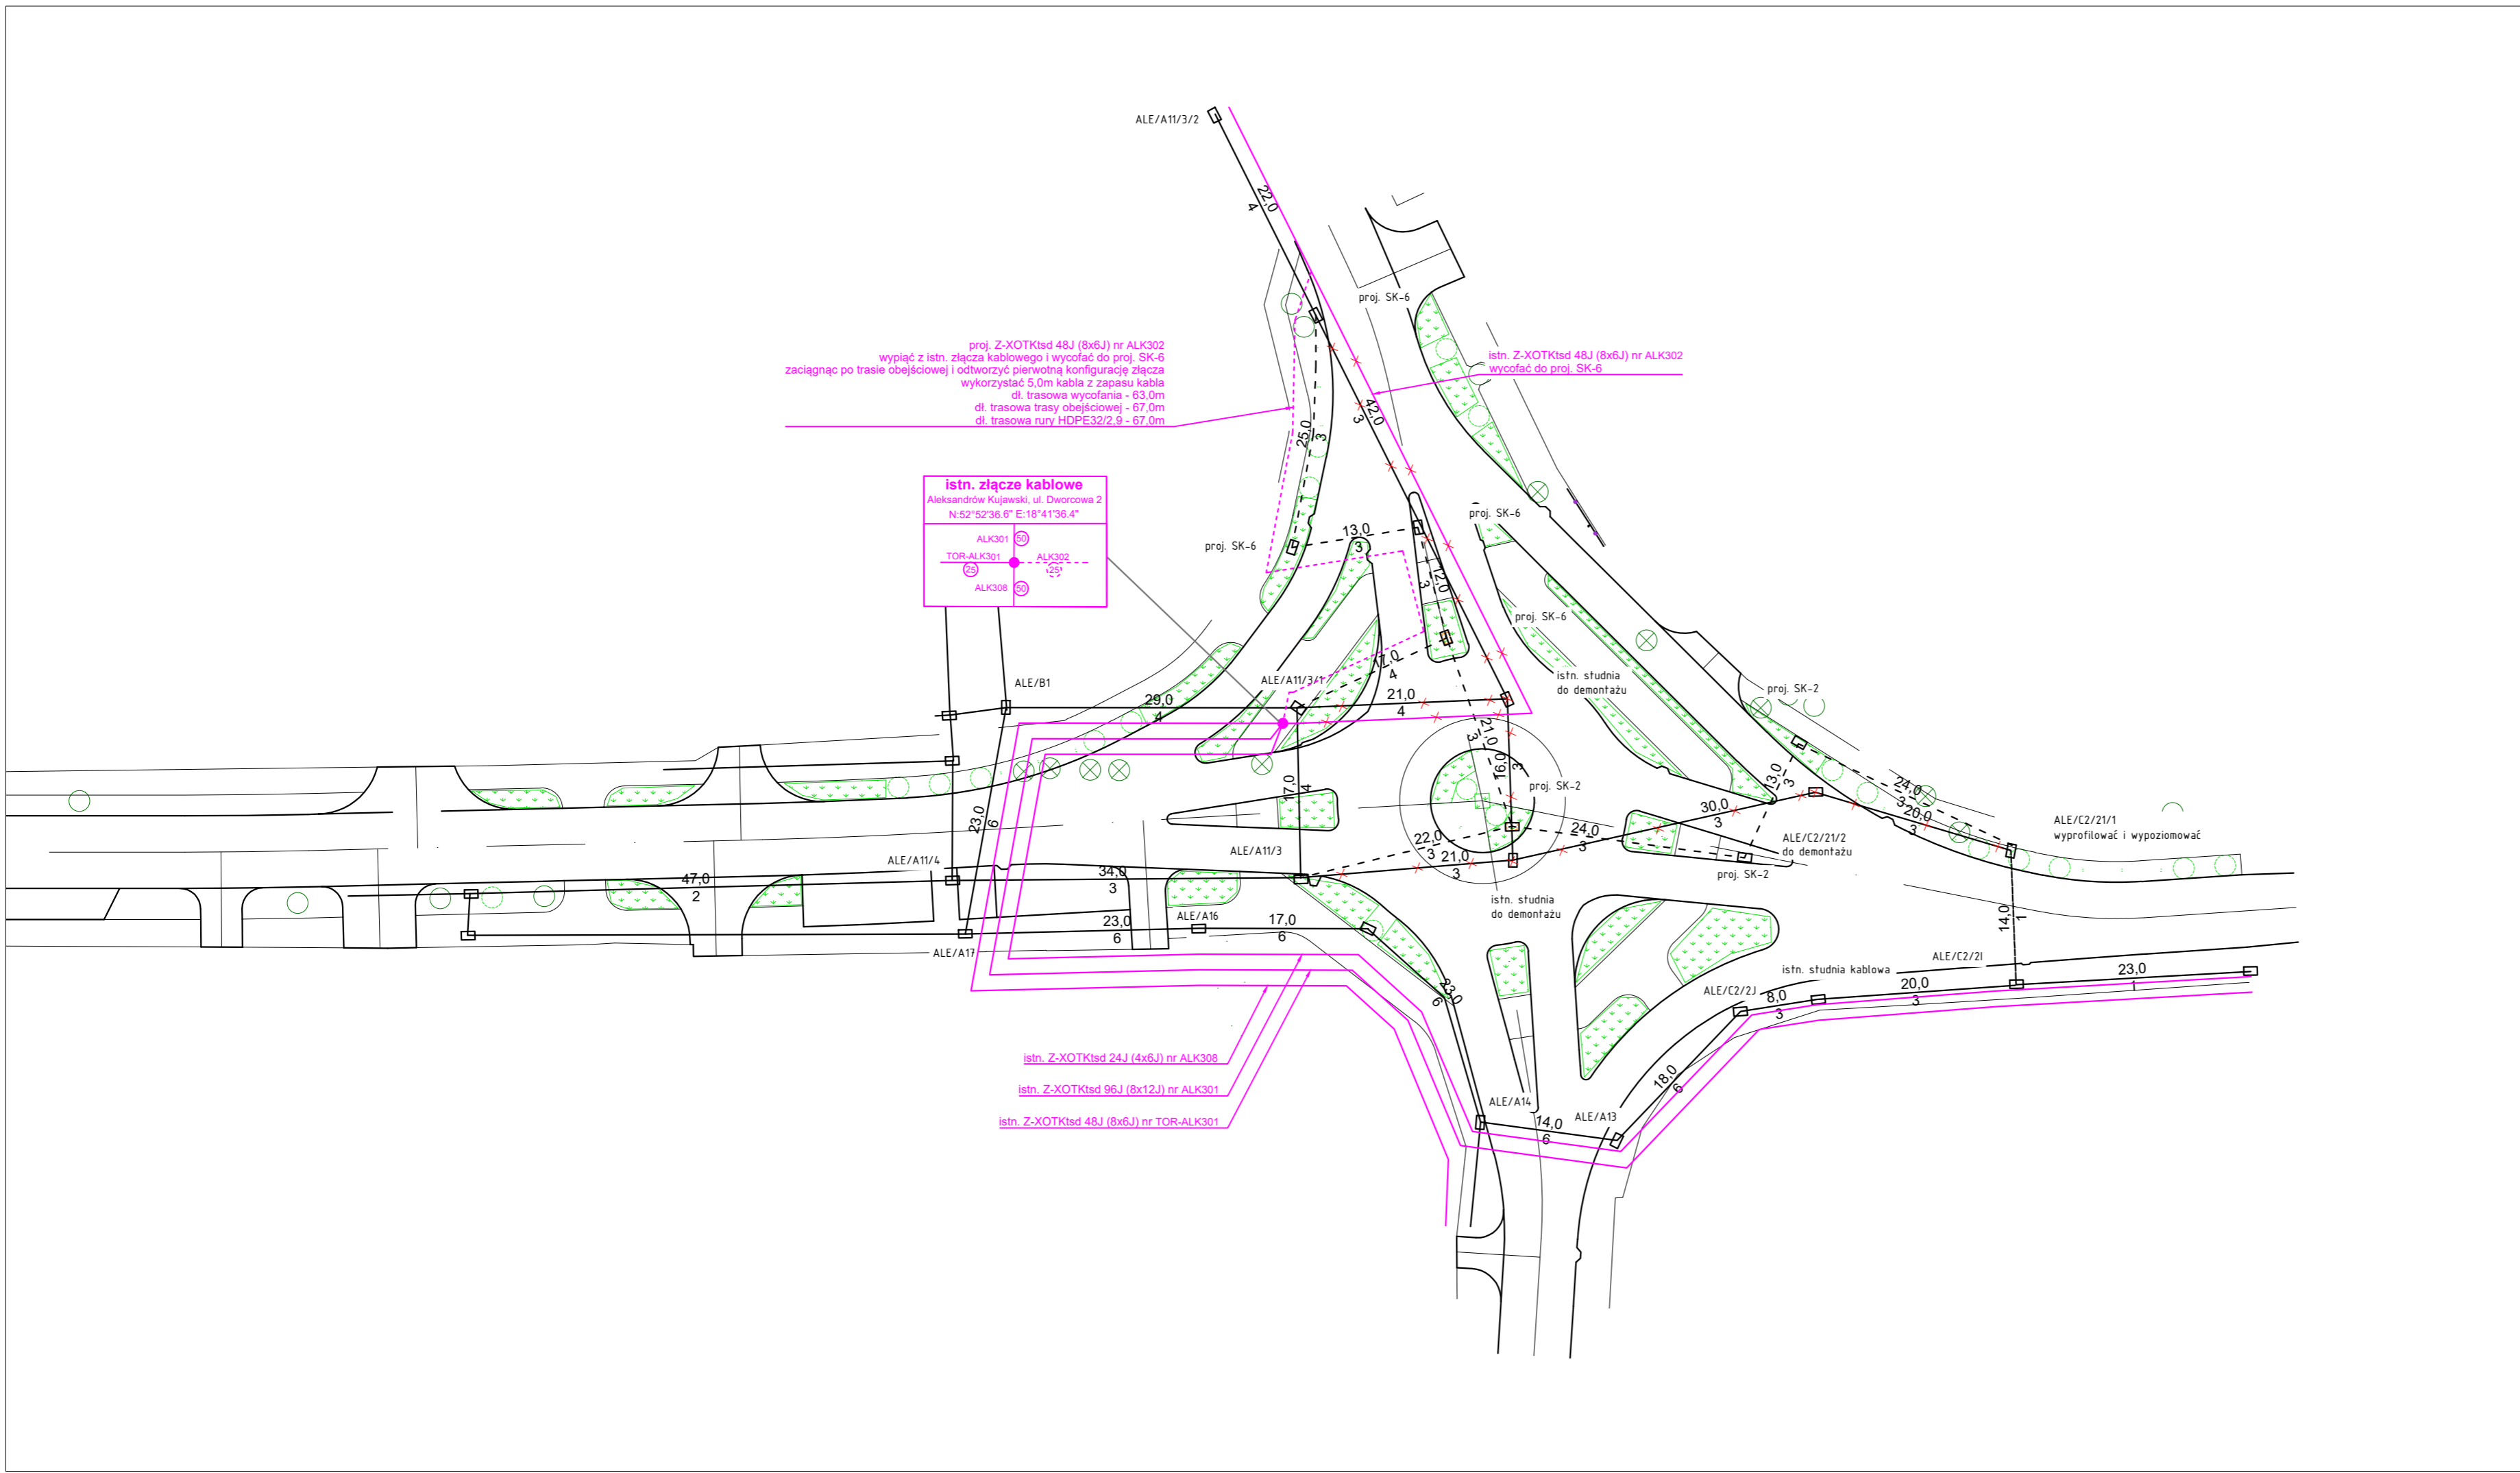 ALE/A11/3/2
22,0
4
proj. SK-6
proj. Z-XOTKtsd 48J (8x6J) nr ALK302
wypiąć z istn. złącza kablowego i wycofać do proj. SK-6
zaciągnąc po trasie obejściowej i odtworzyć pierwotną konfigurację złącza
wykorzystać 5,0m kabla z zapasu kabla
dł. trasowa wycofania - 63,0m
dł. trasowa trasy obejściowej - 67,0m
dł. trasowa rury HDPE32/2,9 - 67,0m
istn. Z-XOTKtsd 48J (8x6J) nr ALK302
wycofać do proj. SK-6
42,0
3
25,0
3
istn. złącze kablowe
Aleksandrów Kujawski, ul. Dworcowa 2
N:52°52'36.6" E:18°41'36.4"
ALK301 50
TOR-ALK301 ALK302
25 25
ALK308 50
proj. SK-6
13,0
3
proj. SK-6
12,0
3
proj. SK-6
17,0
4
istn. studnia
do demontażu
ALE/B1
ALE/A11/3/1
29,0
4
21,0
4
proj. SK-2
21,0
3
16,0
3
proj. SK-2
13,0
3
24,0
3
17,0
4
23,0
6
30,0
3
20,0
3
ALE/C2/21/1
wyprofilować i wypoziomować
22,0
3
24,0
3
ALE/C2/21/2
do demontażu
ALE/A11/4
ALE/A11/3
21,0
3
proj. SK-2
47,0
2
34,0
3
istn. studnia
do demontażu
ALE/A16
23,0
6
17,0
6
14,0
1
ALE/A17
ALE/C2/2I
istn. studnia kablowa
23,0
1
23,0
6
ALE/C2/2J
8,0
3
20,0
3
istn. Z-XOTKtsd 24J (4x6J) nr ALK308
18,0
6
istn. Z-XOTKtsd 96J (8x12J) nr ALK301
ALE/A14
ALE/A13
istn. Z-XOTKtsd 48J (8x6J) nr TOR-ALK301
14,0
6